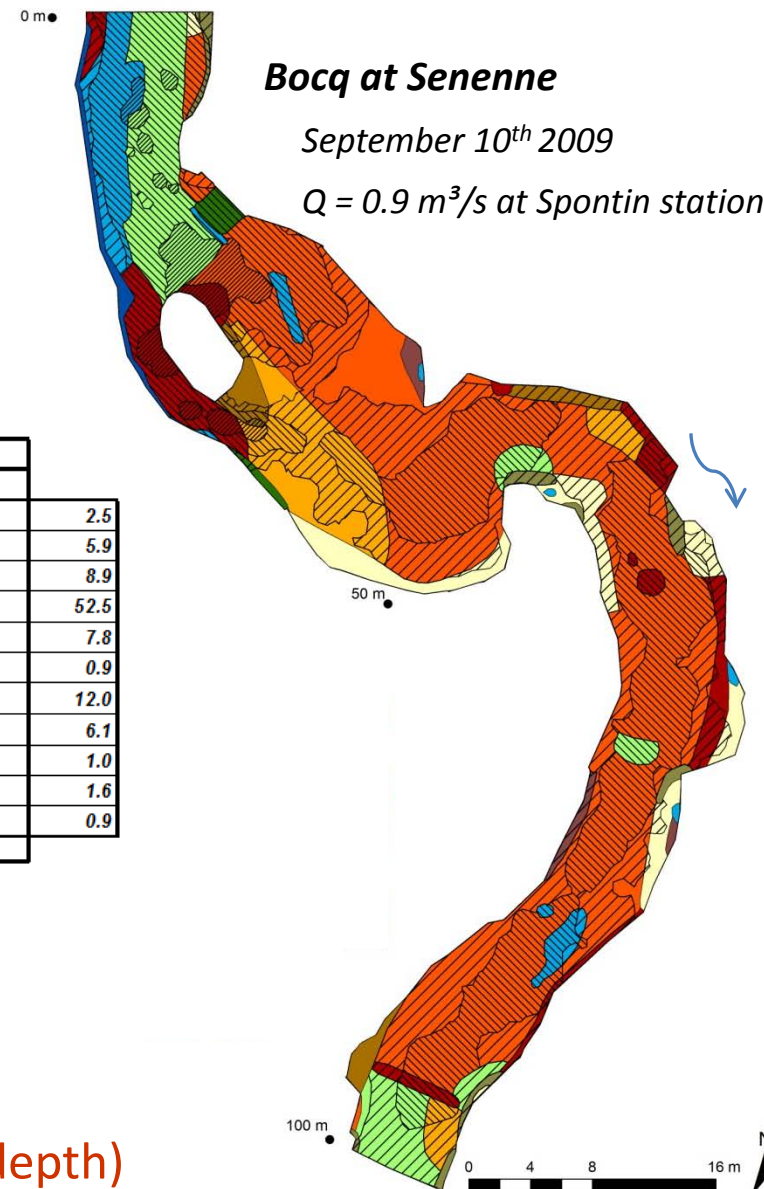 0 m
Bocq at Senenne
September 10th 2009
Q = 0.9 m³/s at Spontin station
2.5
5.9
8.9
52.5
7.8
0.9
12.0
6.1
1.0
1.6
0.9
50 m
100 m
depth)
0 4 8 16 m
N